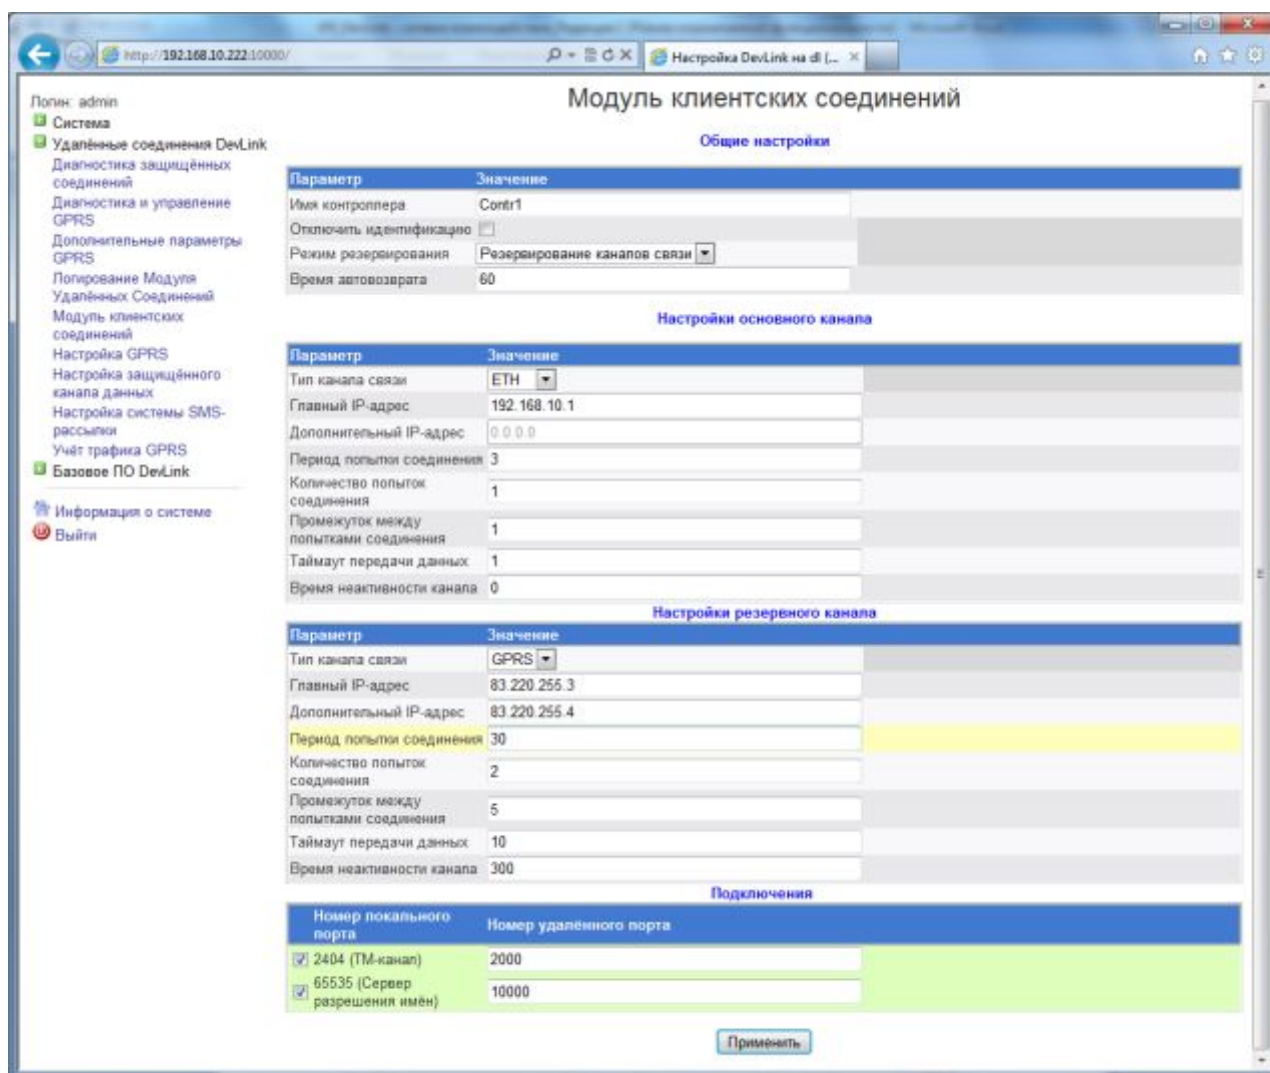 http://192.168.10.222:10000/
Настройка DevLink на dl (...
Логин: admin
Система
Удалённые соединения DevLink
Диагностика защищённых
соединений
Диагностика и управление
GPRS
Дополнительные параметры
GPRS
Логирование Модуля
Удалённых Соединений
Модуль клиентских
соединений
Настройка GPRS
Настройка защищённого
канала данных
Настройка системы SMS-
рассылки
Учёт трафика GPRS
Базовое ПО DevLink
Информация о системе
Выйти
Модуль клиентских соединений
Общие настройки
Параметр Значение
Имя контроллера Contr1
Отключить идентификацию
Режим резервирования Резервирование каналов связи
Время автовозврата 60
Настройки основного канала
Параметр Значение
Тип канала связи ETH
Главный IP-адрес 192.168.10.1
Дополнительный IP-адрес 0.0.0.0
Период попытки соединения 3
Количество попыток
соединения 1
Промежуток между
попытками соединения 1
Таймаут передачи данных 1
Время неактивности канала 0
Настройки резервного канала
Параметр Значение
Тип канала связи GPRS
Главный IP-адрес 83.220.255.3
Дополнительный IP-адрес 83.220.255.4
Период попытки соединения 30
Количество попыток
соединения 2
Промежуток между
попытками соединения 5
Таймаут передачи данных 10
Время неактивности канала 300
Подключения
Номер локального
порта Номер удалённого порта
2404 (ТМ-канал) 2000
65535 (Сервер
разрешения имён) 10000
Применить